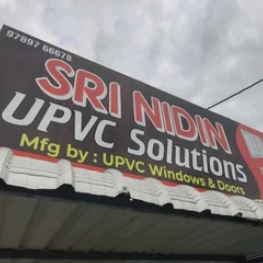 97897 66678
SRI NIDIN
UPVC Solutions
Mfg by : UPVC Windows & Doors